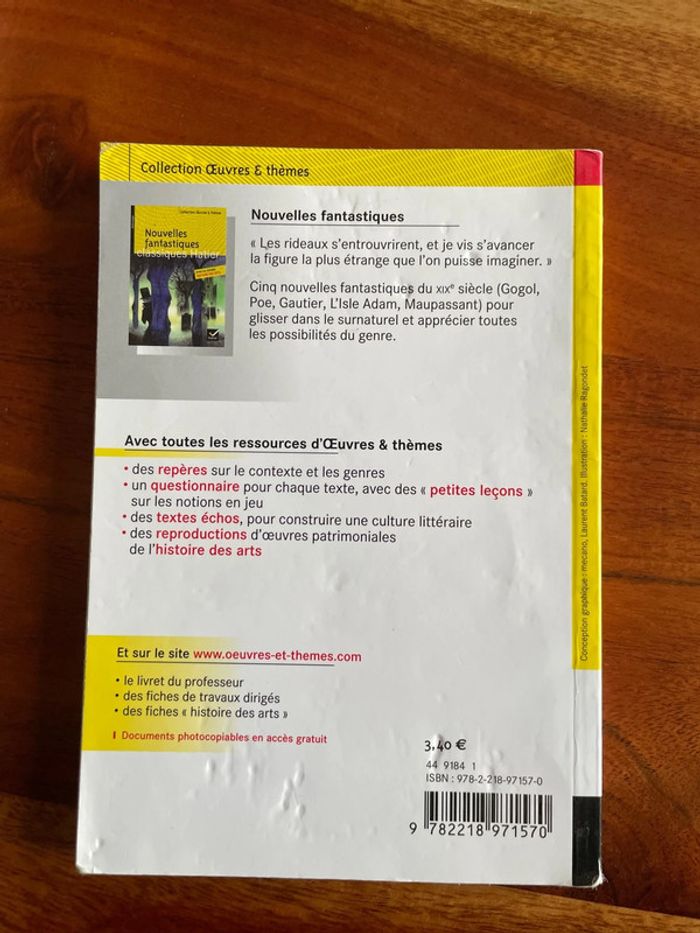 Collection Œuvres & thèmes
Nouvelles
fantastiques
classiques Hatier
Nouvelles fantastiques
« Les rideaux s'entrouvrirent, et je vis s'avancer
la figure la plus étrange que l'on puisse imaginer. »
Cinq nouvelles fantastiques du XIXe siècle (Gogol,
Poe, Gautier, L'Isle Adam, Maupassant) pour
glisser dans le surnaturel et apprécier toutes
les possibilités du genre.
Avec toutes les ressources d'Œuvres & thèmes
• des repères sur le contexte et les genres
• un questionnaire pour chaque texte, avec des « petites leçons »
sur les notions en jeu
• des textes échos, pour construire une culture littéraire
• des reproductions d'œuvres patrimoniales
de l'histoire des arts
Et sur le site www.oeuvres-et-themes.com
• le livret du professeur
• des fiches de travaux dirigés
• des fiches « histoire des arts »
Documents photocopiables en accès gratuit
3,40 €
44 9184 1
ISBN : 978-2-218-97157-0
9 782218 971570
Conception graphique : mecano, Laurent Batard. Illustration : Nathalie Ragondet